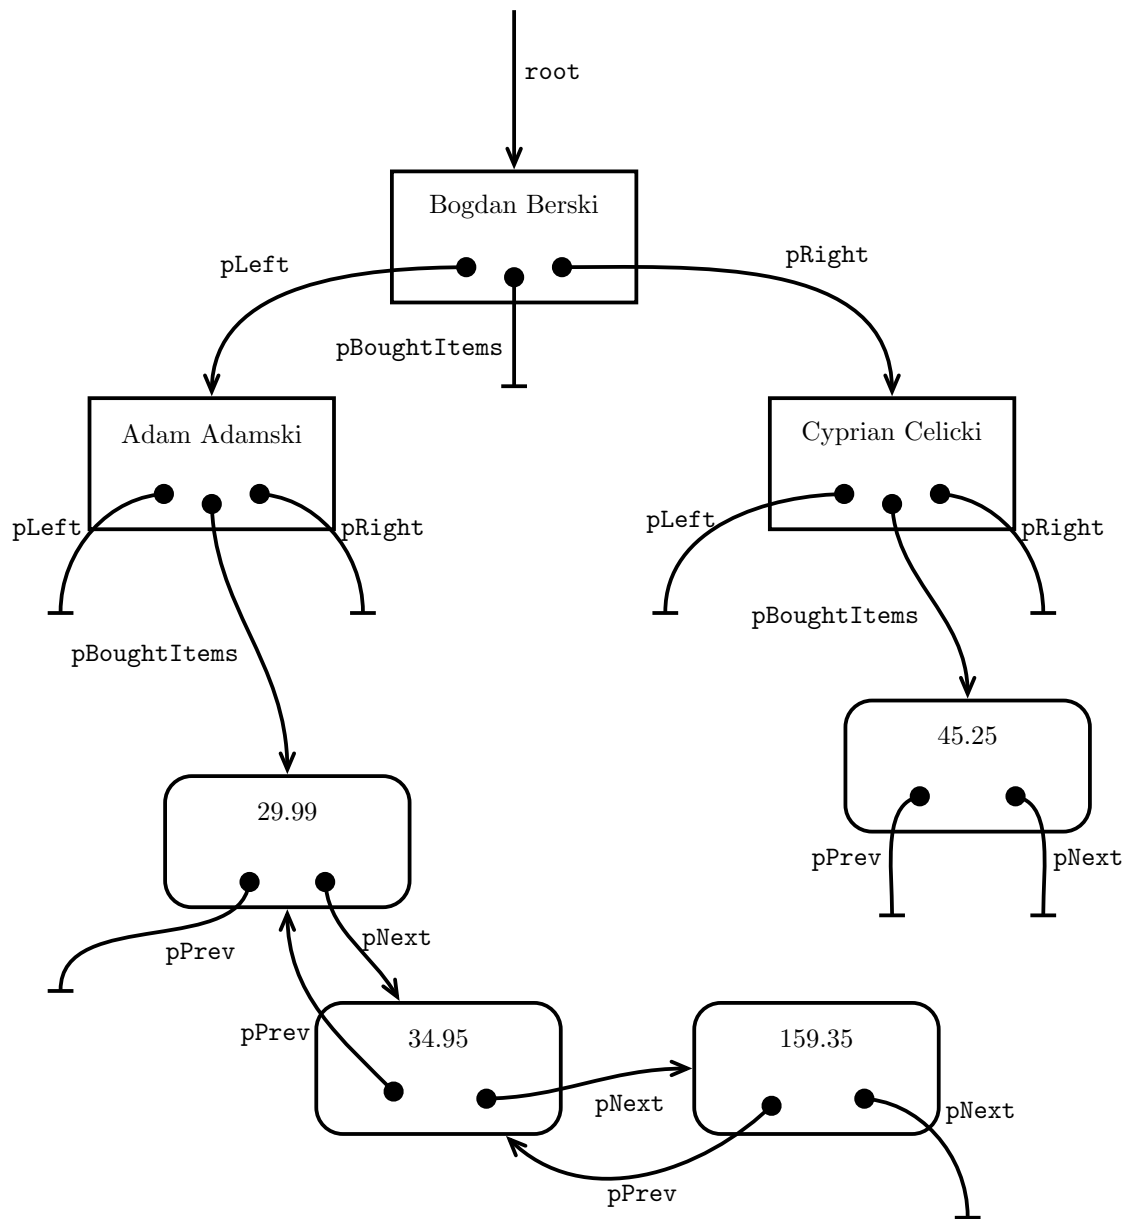 root
Bogdan Berski
pLeft
pRight
pBoughtItems
Adam Adamski
Cyprian Celicki
pLeft
pRight
pLeft
pRight
pBoughtItems
pBoughtItems
45.25
29.99
pPrev
pNext
pPrev
pNext
pPrev
34.95
159.35
pNext
pNext
pPrev